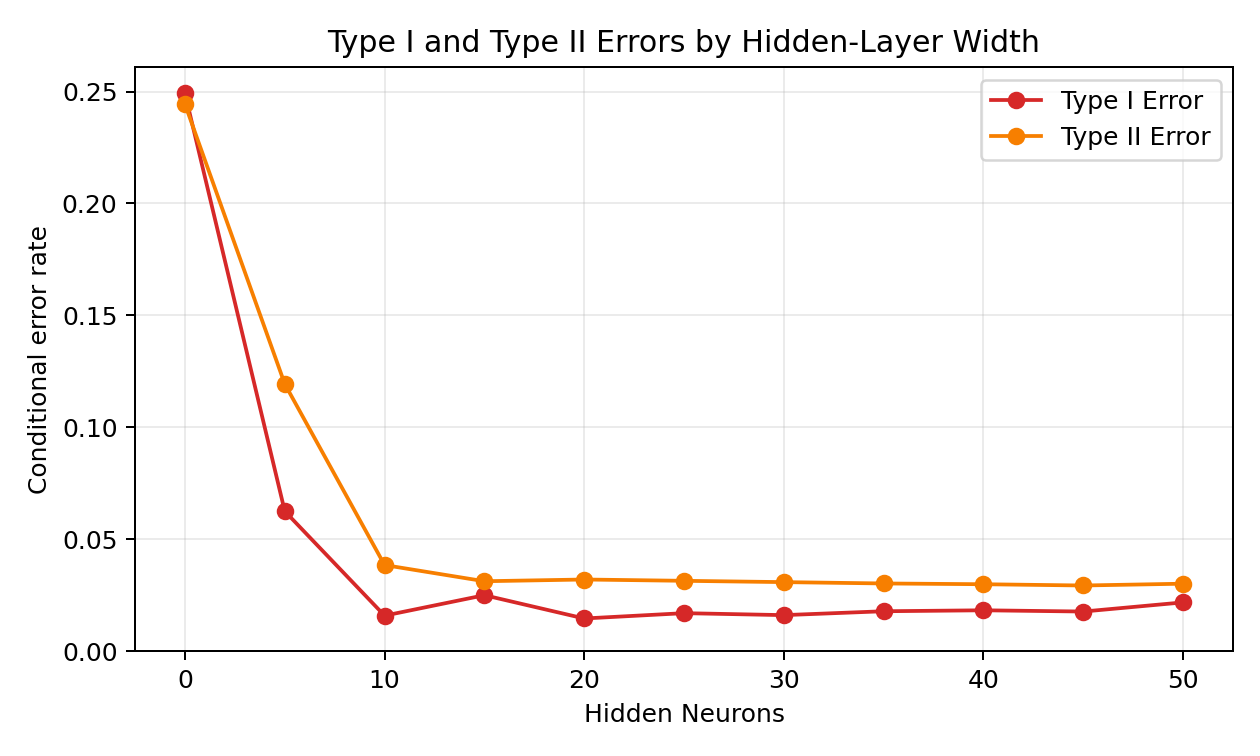 Type I and Type II Errors by Hidden-Layer Width
Type I Error
Type II Error
Conditional error rate
0.25
0.20
0.15
0.10
0.05
0.00
0 10 20 30 40 50
Hidden Neurons